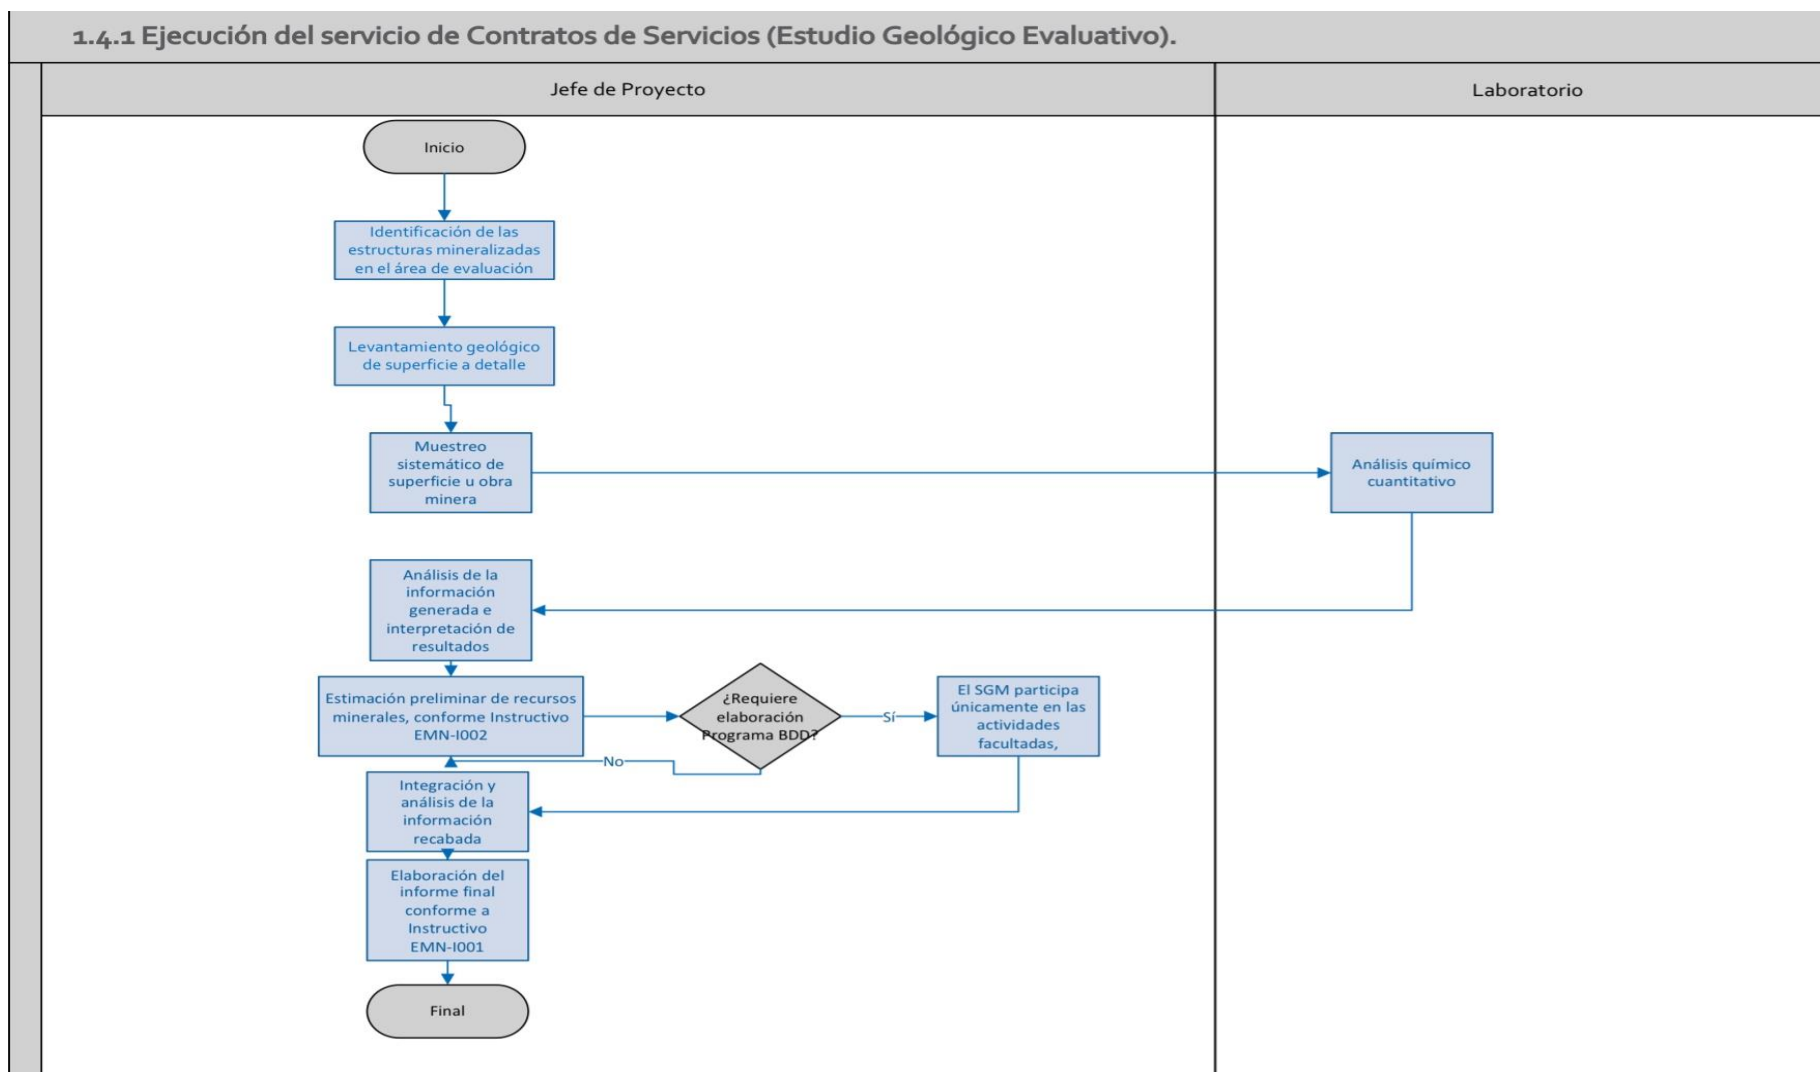 1.4.1 Ejecución del servicio de Contratos de Servicios (Estudio Geológico Evaluativo).
Jefe de Proyecto
Laboratorio
Inicio
Identificación de las
estructuras mineralizadas
en el área de evaluación
Levantamiento geológico
de superficie a detalle
Muestreo
sistemático de
superficie u obra
minera
Análisis químico
cuantitativo
Análisis de la
información
generada e
interpretación de
resultados
Estimación preliminar de recursos
minerales, conforme Instructivo
EMN-I002
¿Requiere
elaboración
Programa BDD?
Sí
El SGM participa
únicamente en las
actividades
facultadas,
No
Integración y
análisis de la
información
recabada
Elaboración del
informe final
conforme a
Instructivo
EMN-I001
Final